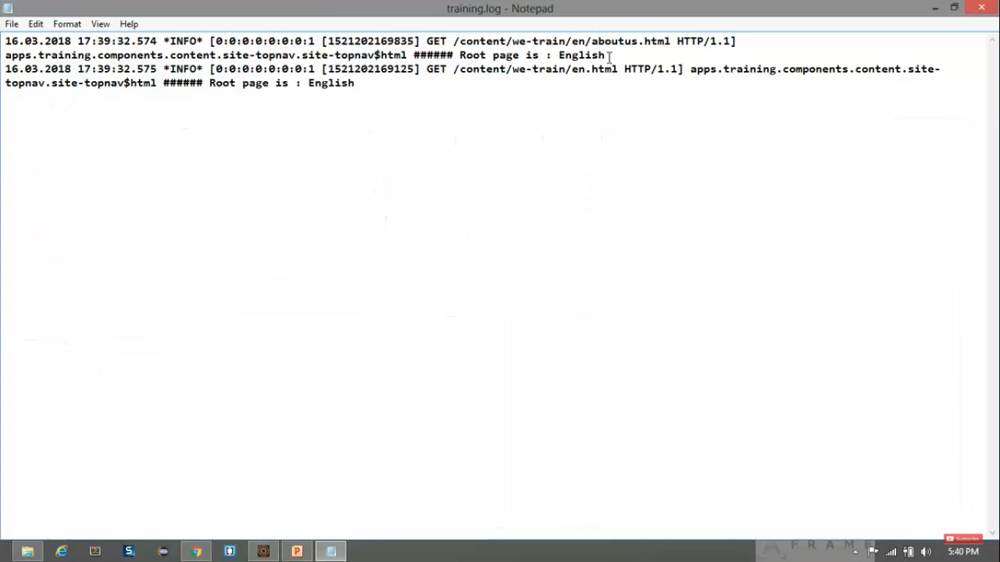 training.log - Notepad
File Edit Format View Help
16.03.2018 17:39:32.574 *INFO* [0:0:0:0:0:0:0:1 [1521202169835] GET /content/we-train/en/aboutus.html HTTP/1.1]
apps.training.components.content.site-topnav.site-topnav$html ###### Root page is : English
16.03.2018 17:39:32.575 *INFO* [0:0:0:0:0:0:0:1 [1521202169125] GET /content/we-train/en.html HTTP/1.1] apps.training.components.content.site-
topnav.site-topnav$html ###### Root page is : English
Subscribe
A FRAME
5:40 PM